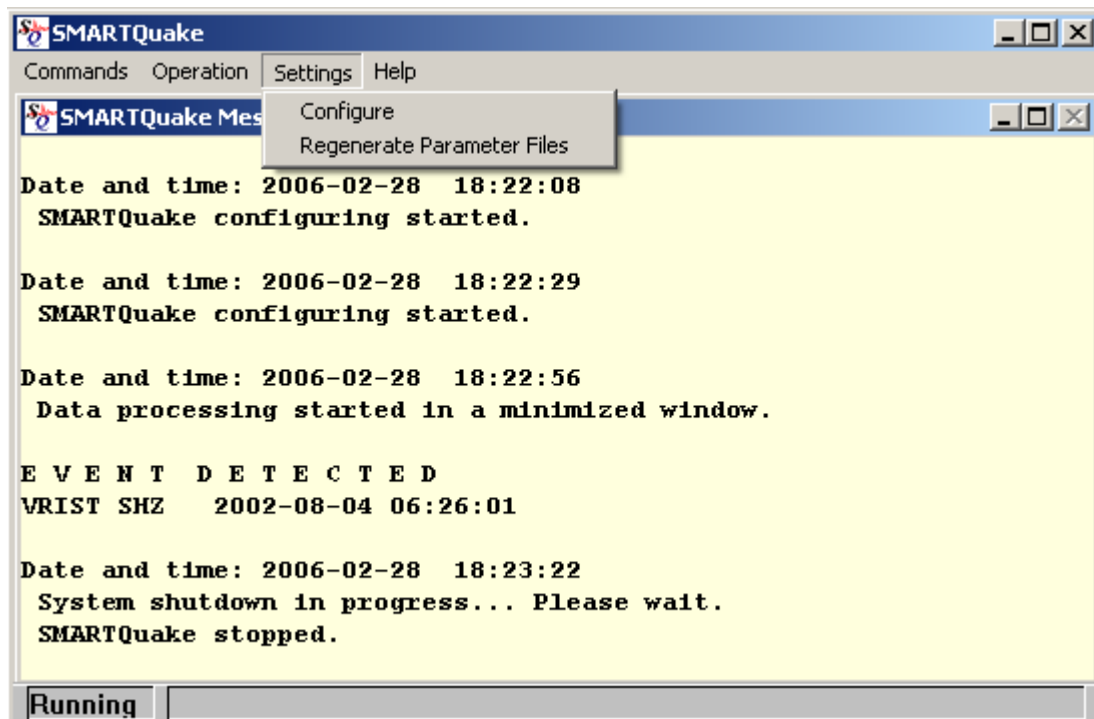 SMARTQuake
Commands Operation Settings Help
SMARTQuake Mes
Configure
Regenerate Parameter Files
Date and time: 2006-02-28 18:22:08
SMARTQuake configuring started.
Date and time: 2006-02-28 18:22:29
SMARTQuake configuring started.
Date and time: 2006-02-28 18:22:56
Data processing started in a minimized window.
E V E N T D E T E C T E D
VRIST SHZ 2002-08-04 06:26:01
Date and time: 2006-02-28 18:23:22
System shutdown in progress... Please wait.
SMARTQuake stopped.
Running